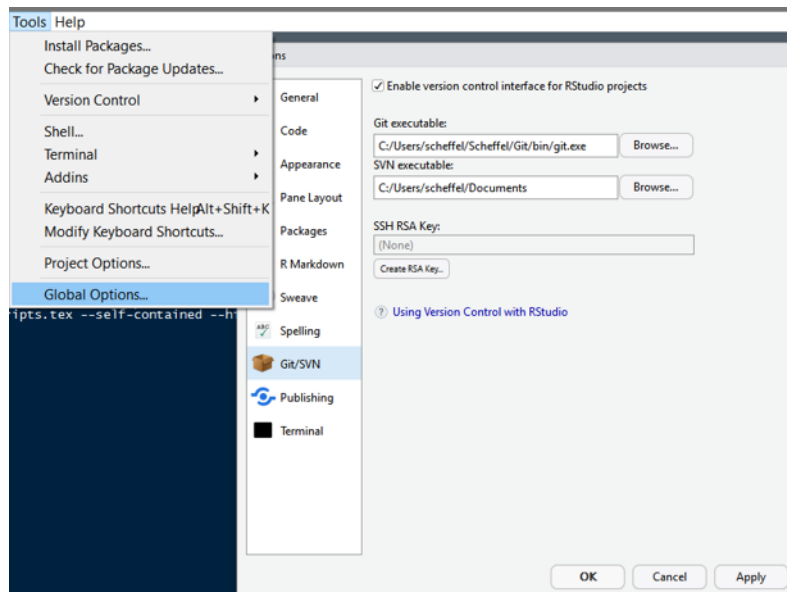 Tools Help
Install Packages...
Check for Package Updates...
Version Control
Shell...
Terminal
Addins
Keyboard Shortcuts Help Alt+Shift+K
Modify Keyboard Shortcuts...
Project Options...
Global Options...
ipts.tex --self-contained --h
ns
General
Code
Appearance
Pane Layout
Packages
R Markdown
Sweave
ABC
Spelling
Git/SVN
Publishing
Terminal
Enable version control interface for RStudio projects
Git executable:
C:/Users/scheffel/Scheffel/Git/bin/git.exe Browse...
SVN executable:
C:/Users/scheffel/Documents Browse...
SSH RSA Key:
(None)
Create RSA Key...
? Using Version Control with RStudio
OK Cancel Apply